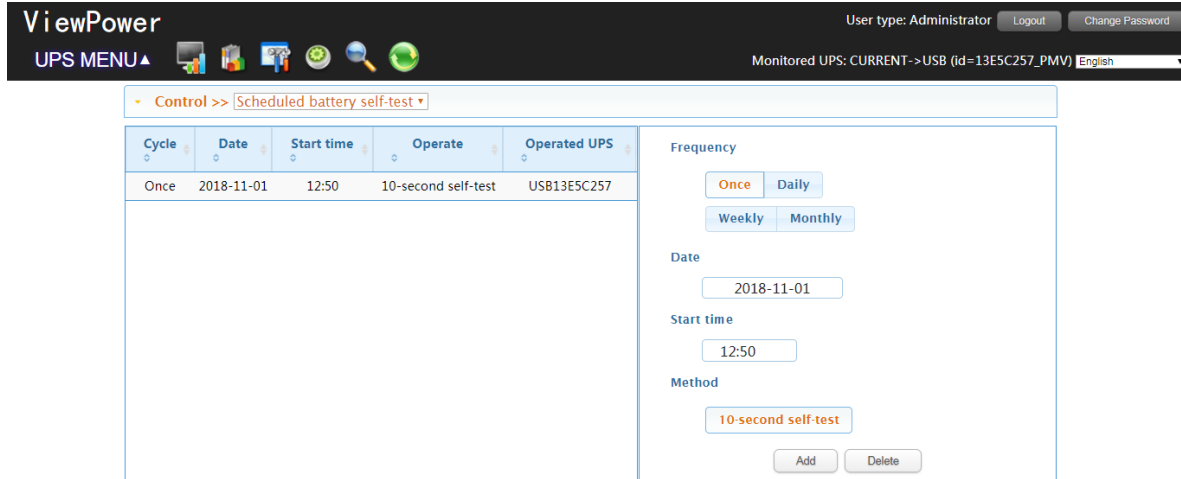 ViewPower
User type: Administrator Logout Change Password
UPS MENU▲
Monitored UPS: CURRENT->USB (id=13E5C257_PMV) English
Control >> Scheduled battery self-test
Cycle Date Start time Operate Operated UPS
Once 2018-11-01 12:50 10-second self-test USB13E5C257
Frequency
Once Daily
Weekly Monthly
Date
2018-11-01
Start time
12:50
Method
10-second self-test
Add Delete